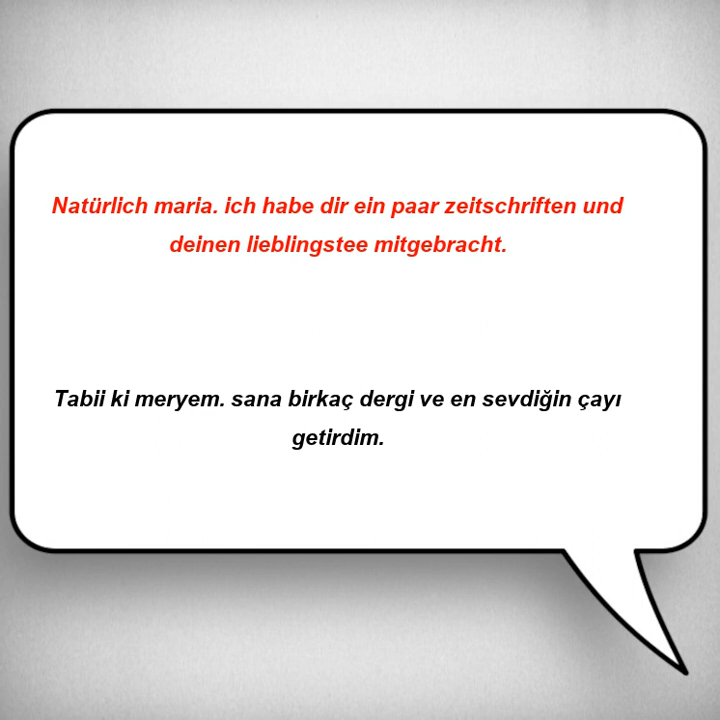 Natürlich maria. ich habe dir ein paar zeitschriften und
deinen lieblingstee mitgebracht.
Tabii ki meryem. sana birkaç dergi ve en sevdiğin çayı
getirdim.